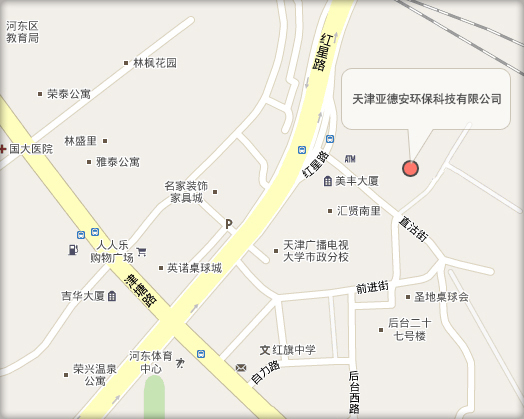 河东区
教育局
林枫花园
红星路
荣泰公寓
天津亚德安环保科技有限公司
林盛里
国大医院
雅泰公寓
红星路
ATM
美丰大厦
名家装饰
家具城
汇贤南里
P
直沽街
人人乐
购物广场
天津广播电视
大学市政分校
英诺桌球城
津塘路
吉华大厦
前进街
圣地桌球会
后台二十
七号楼
文红旗中学
河东体育
中心
自力路
荣兴温泉
公寓
后台西路